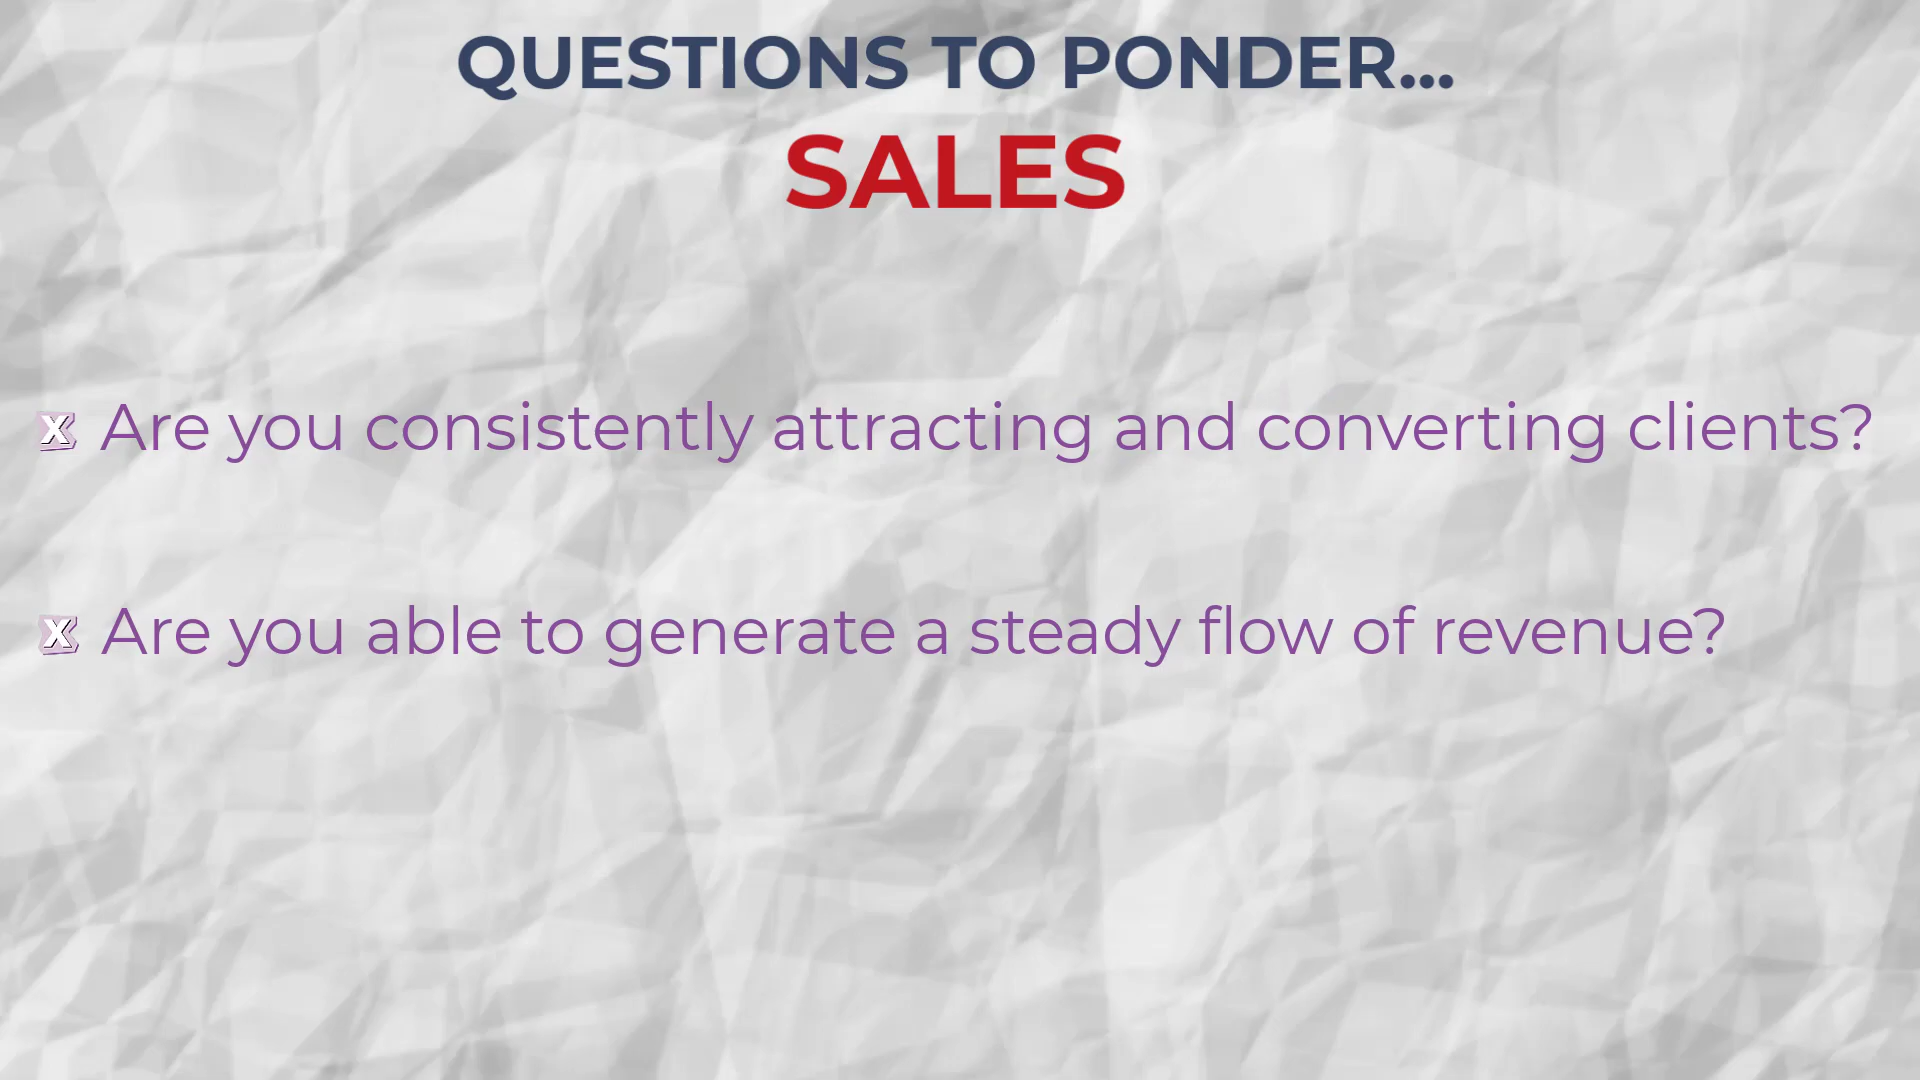 QUESTIONS TO PONDER...
SALES
X Are you consistently attracting and converting clients?
X Are you able to generate a steady flow of revenue?